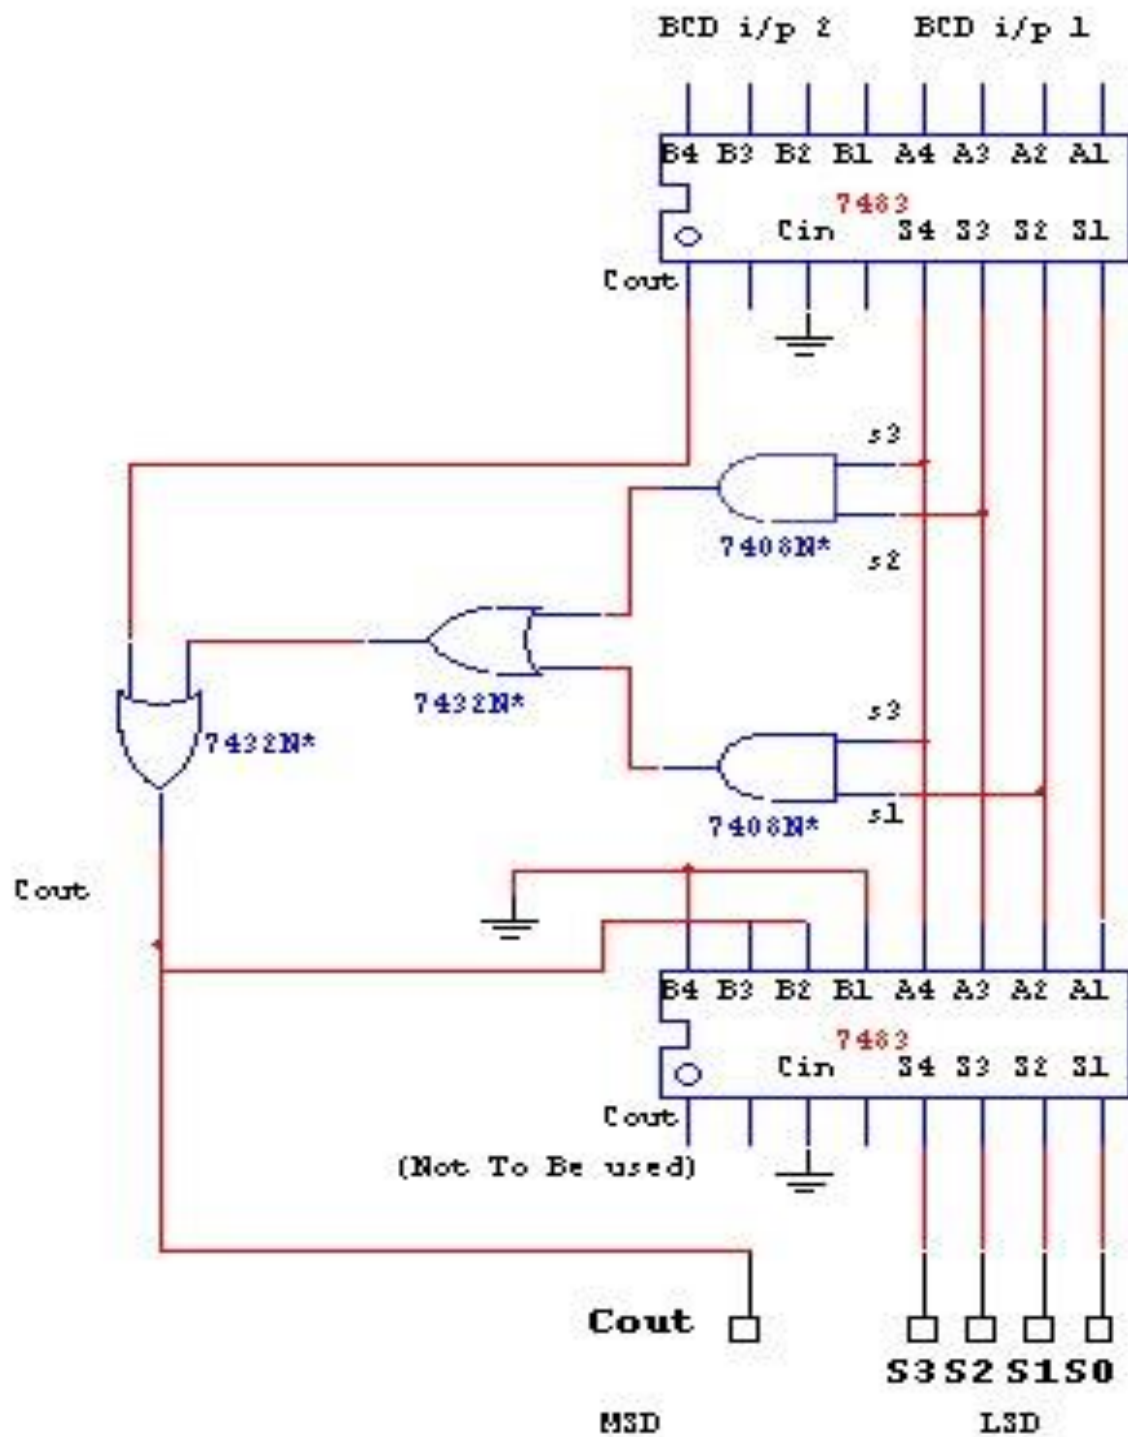 BCD i/p 2 BCD i/p 1
B4 B3 B2 B1 A4 A3 A2 A1
7483
Cin S4 S3 S2 S1
Cout
s3
7408N*
s2
7432N*
s3
7432N*
s1
7408N*
Cout
B4 B3 B2 B1 A4 A3 A2 A1
7483
Cin S4 S3 S2 S1
Cout
(Not To Be used)
Cout
S3 S2 S1 S0
MSD LSD